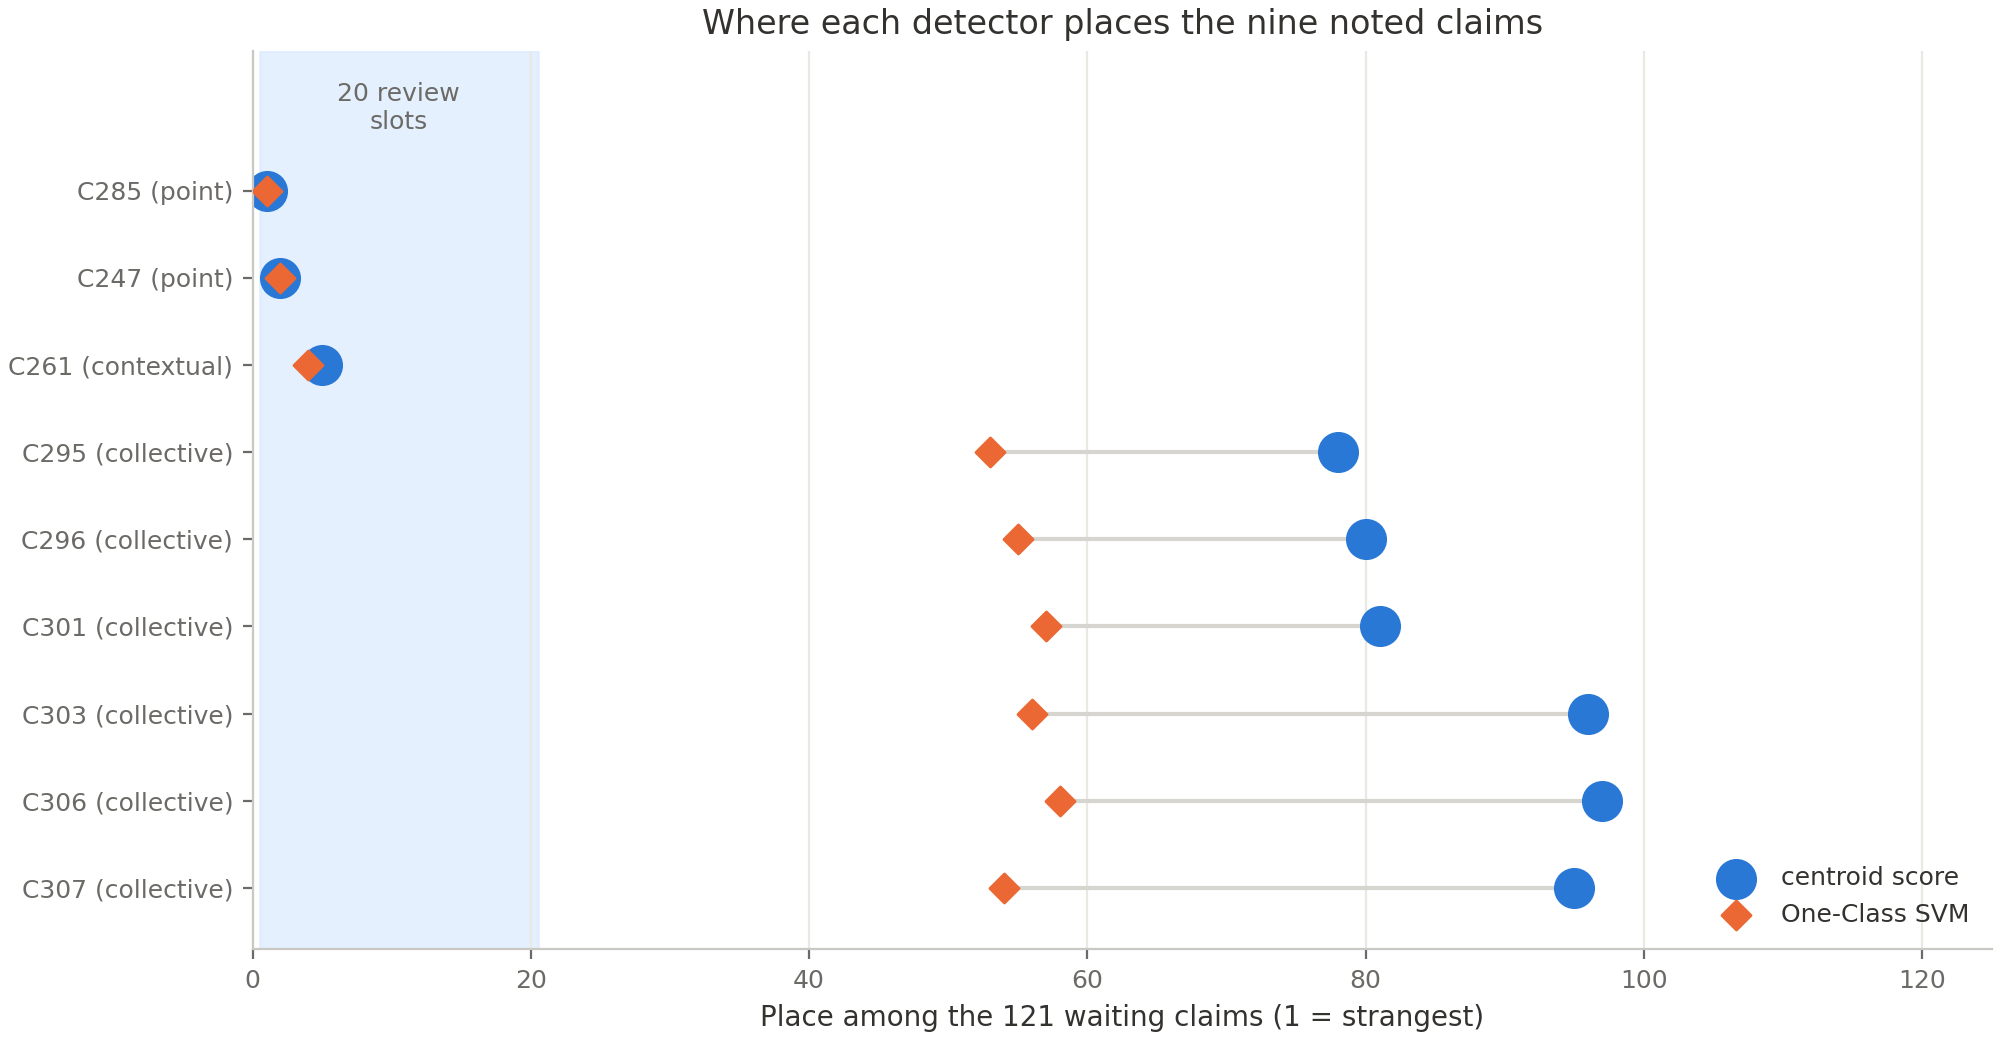 Where each detector places the nine noted claims
20 review
slots
C285 (point)
C247 (point)
C261 (contextual)
C295 (collective)
C296 (collective)
C301 (collective)
C303 (collective)
C306 (collective)
C307 (collective)
centroid score
One-Class SVM
0 20 40 60 80 100 120
Place among the 121 waiting claims (1 = strangest)